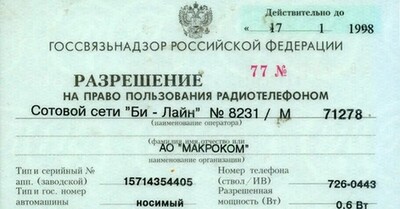 Действительно до
« 17 1 1998
ГОССВЯЗЬНАДЗОР РОССИЙСКОЙ ФЕДЕРАЦИИ
77 №
РАЗРЕШЕНИЕ
НА ПРАВО ПОЛЬЗОВАНИЯ РАДИОТЕЛЕФОНОМ
Сотовой сети "Би - Лайн" № 8231 / М 71278
(наименование оператора)
(фамилия имя отчество или
АО "МАКРОКОМ"
наименование организации)
Тип и серийный № Номер телефона
апп. (заводской) 15714354405 (ствол / ИВ) 726-0443
Тип и гос. номер Выходная
автомашины носимый мощность (Вт) 0.6 Вт